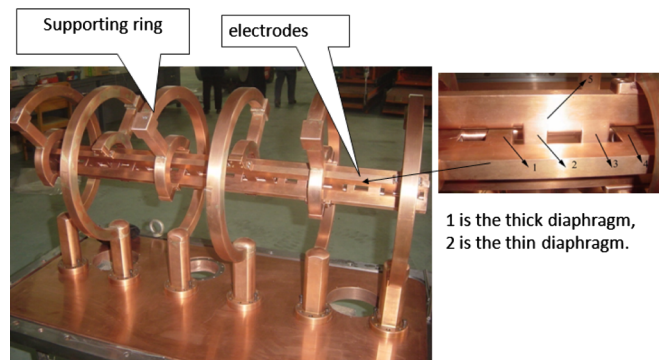 Supporting ring
electrodes
5
1
2
3
4
1 is the thick diaphragm,
2 is the thin diaphragm.